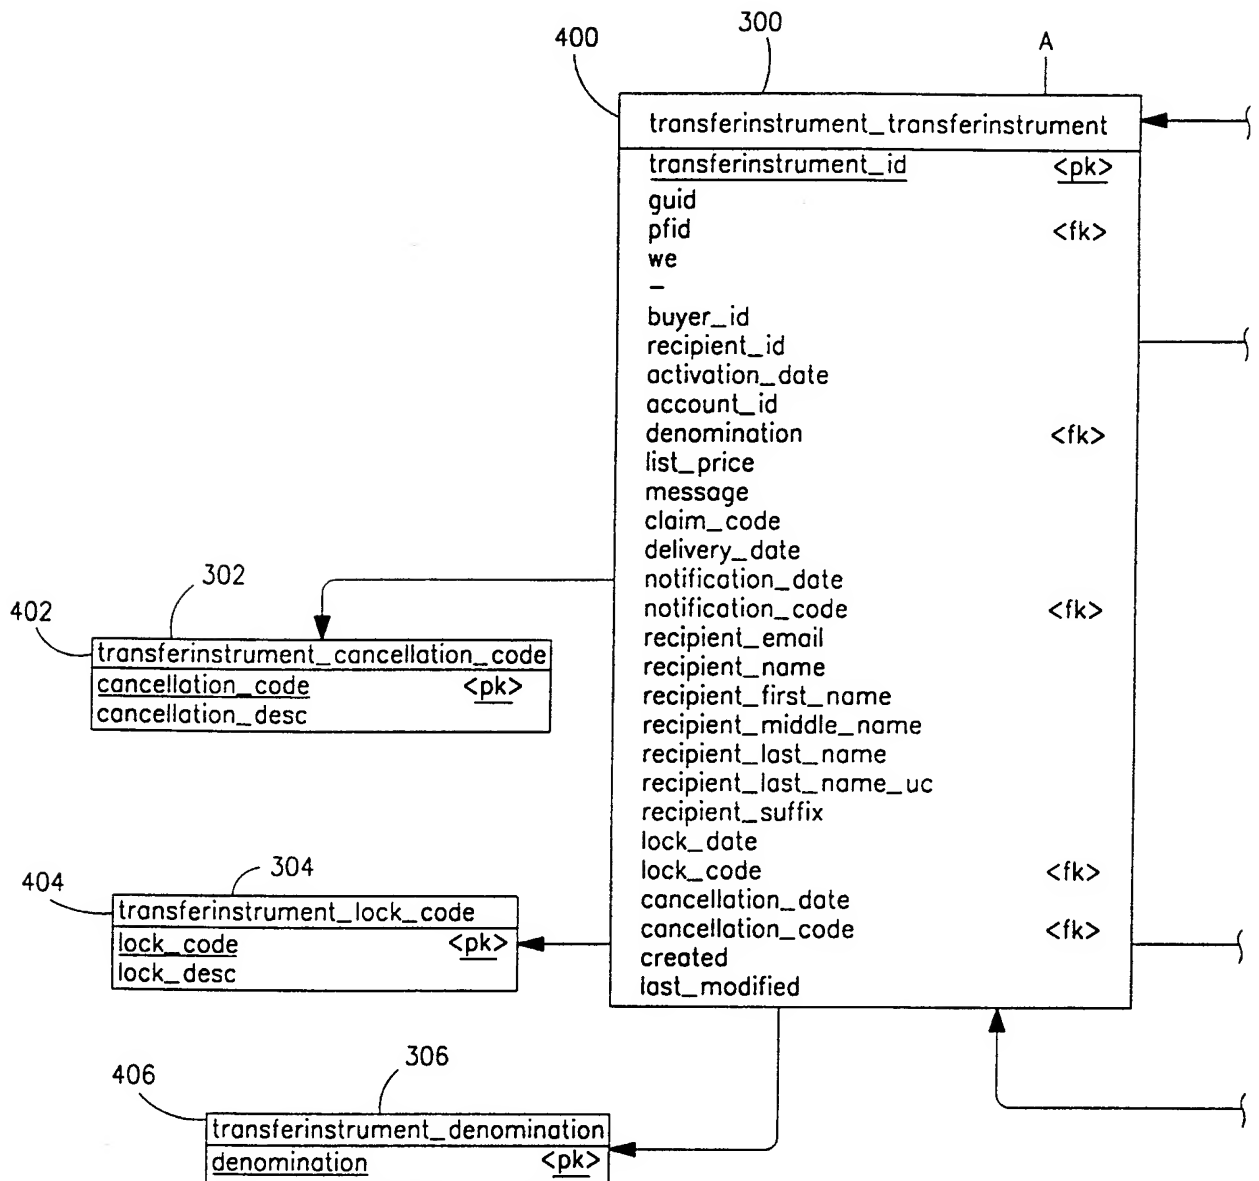 400
300
A
transferinstrument_transferinstrument
transferinstrument_id <pk>
guid
pfid <fk>
we
–
buyer_id
recipient_id
activation_date
account_id
denomination <fk>
list_price
message
claim_code
delivery_date
notification_date
notification_code <fk>
recipient_email
recipient_name
recipient_first_name
recipient_middle_name
recipient_last_name
recipient_last_name_uc
recipient_suffix
lock_date
lock_code <fk>
cancellation_date
cancellation_code <fk>
created
last_modified
302
402
transferinstrument_cancellation_code
cancellation_code <pk>
cancellation_desc
304
404
transferinstrument_lock_code
lock_code <pk>
lock_desc
306
406
transferinstrument_denomination
denomination <pk>